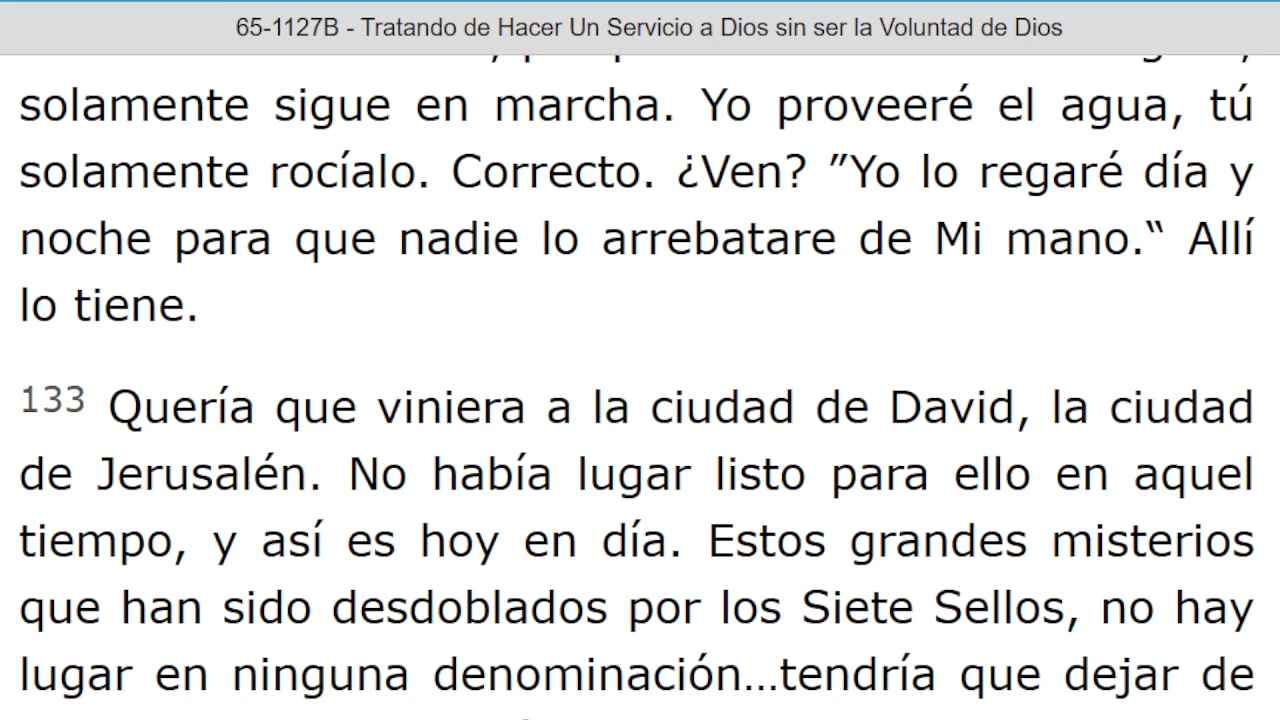 65-1127B - Tratando de Hacer Un Servicio a Dios sin ser la Voluntad de Dios
solamente sigue en marcha. Yo proveeré el agua, tú
solamente rocíalo. Correcto. ¿Ven? ”Yo lo regaré día y
noche para que nadie lo arrebatare de Mi mano.“ Allí
lo tiene.
133 Quería que viniera a la ciudad de David, la ciudad
de Jerusalén. No había lugar listo para ello en aquel
tiempo, y así es hoy en día. Estos grandes misterios
que han sido desdoblados por los Siete Sellos, no hay
lugar en ninguna denominación...tendría que dejar de